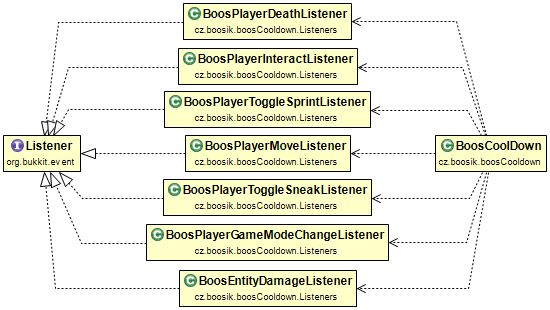 BoosPlayerDeathListener
cz.boosik.boosCooldown.Listeners
BoosPlayerInteractListener
cz.boosik.boosCooldown.Listeners
BoosPlayerToggleSprintListener
cz.boosik.boosCooldown.Listeners
I Listener
org.bukkit.event
C BoosPlayerMoveListener
cz.boosik.boosCooldown.Listeners
C BoosCoolDown
cz.boosik.boosCooldown
C BoosPlayerToggleSneakListener
cz.boosik.boosCooldown.Listeners
C BoosPlayerGameModeChangeListener
cz.boosik.boosCooldown.Listeners
C BoosEntityDamageListener
cz.boosik.boosCooldown.Listeners